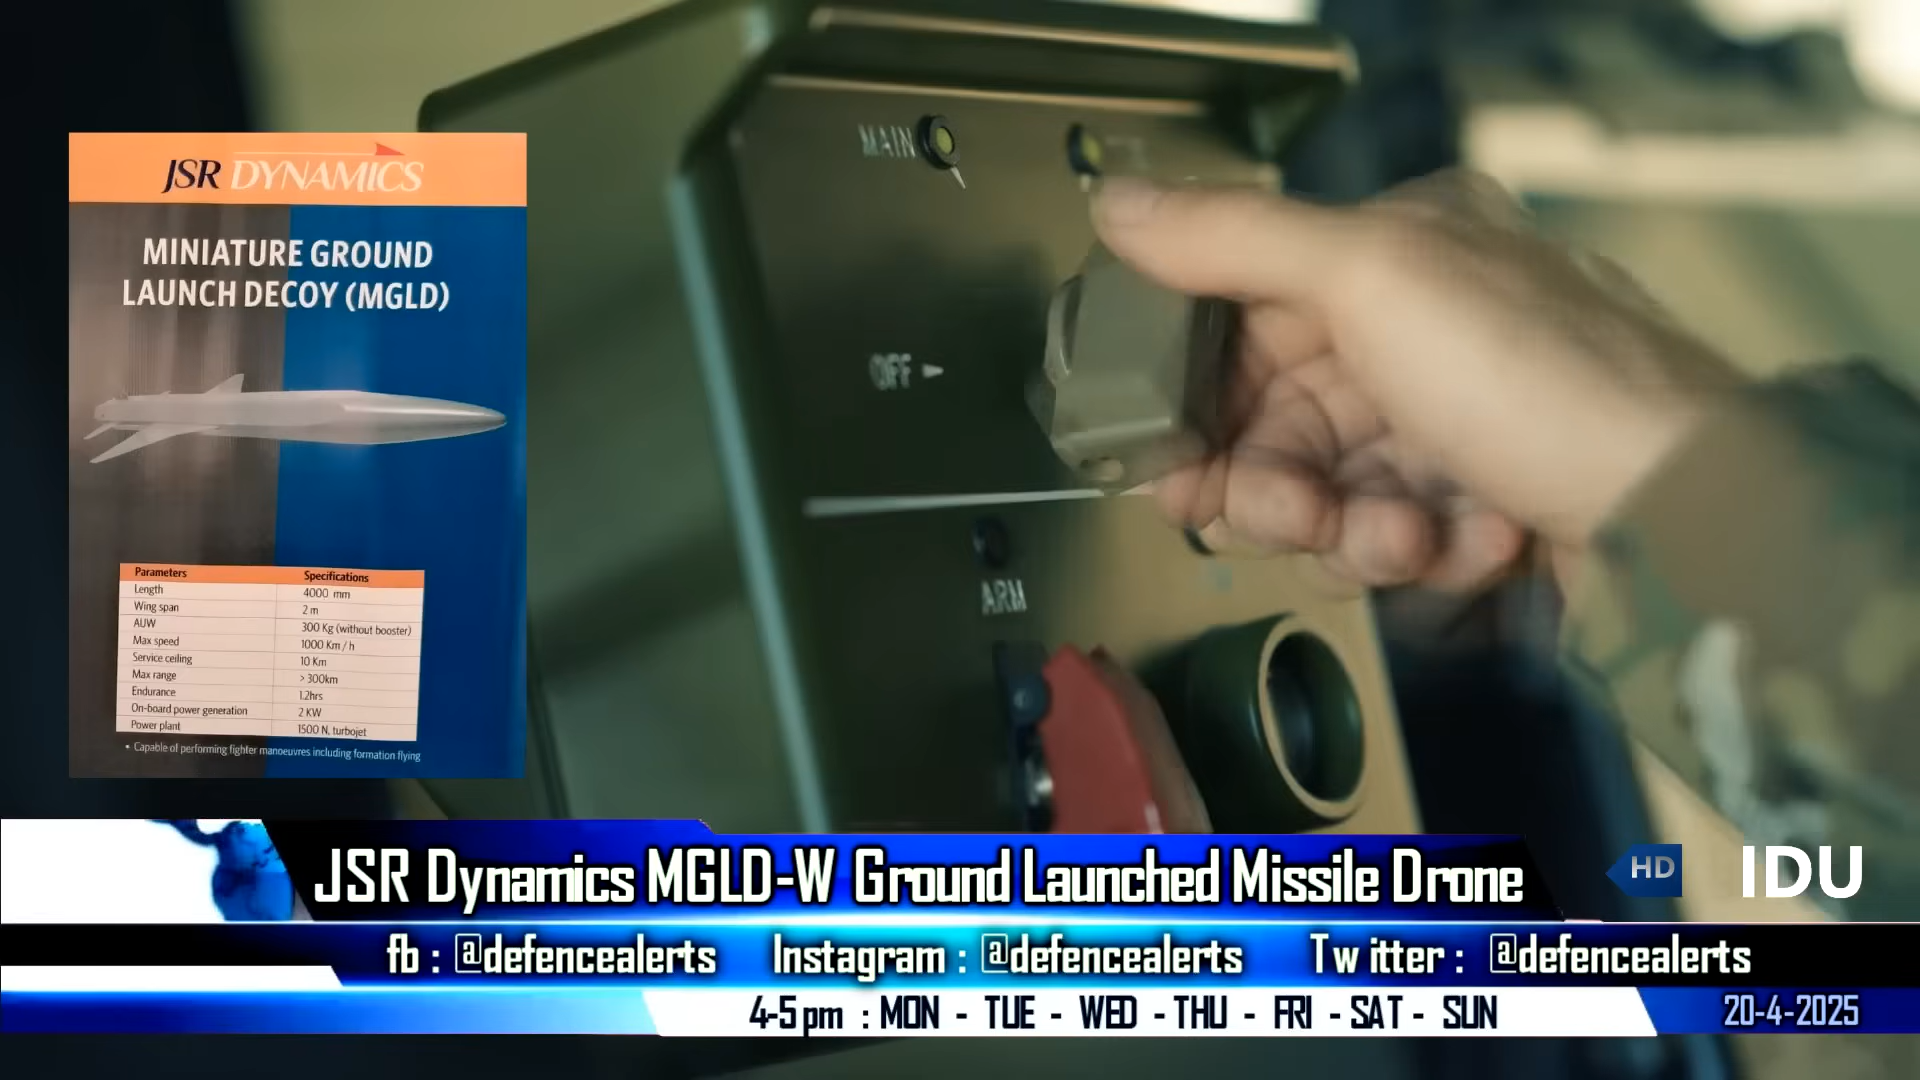 JSR DYNAMICS
MINIATURE GROUND
LAUNCH DECOY (MGLD)
Parameters Specifications
Length 4000 mm
Wing span 2 m
AUW 300 Kg (without booster)
Max speed 1000 Km / h
Service ceiling 10 Km
Max range > 300km
Endurance 1.2hrs
On-board power generation 2 KW
Power plant 1500 N, turbojet
• Capable of performing fighter manoeuvres including formation flying
MAIN
OFF
ARM
JSR Dynamics MGLD-W Ground Launched Missile Drone
HD
IDU
fb : @defencealerts Instagram : @defencealerts Twitter : @defencealerts
4-5 pm : MON - TUE - WED - THU - FRI - SAT - SUN
20-4-2025